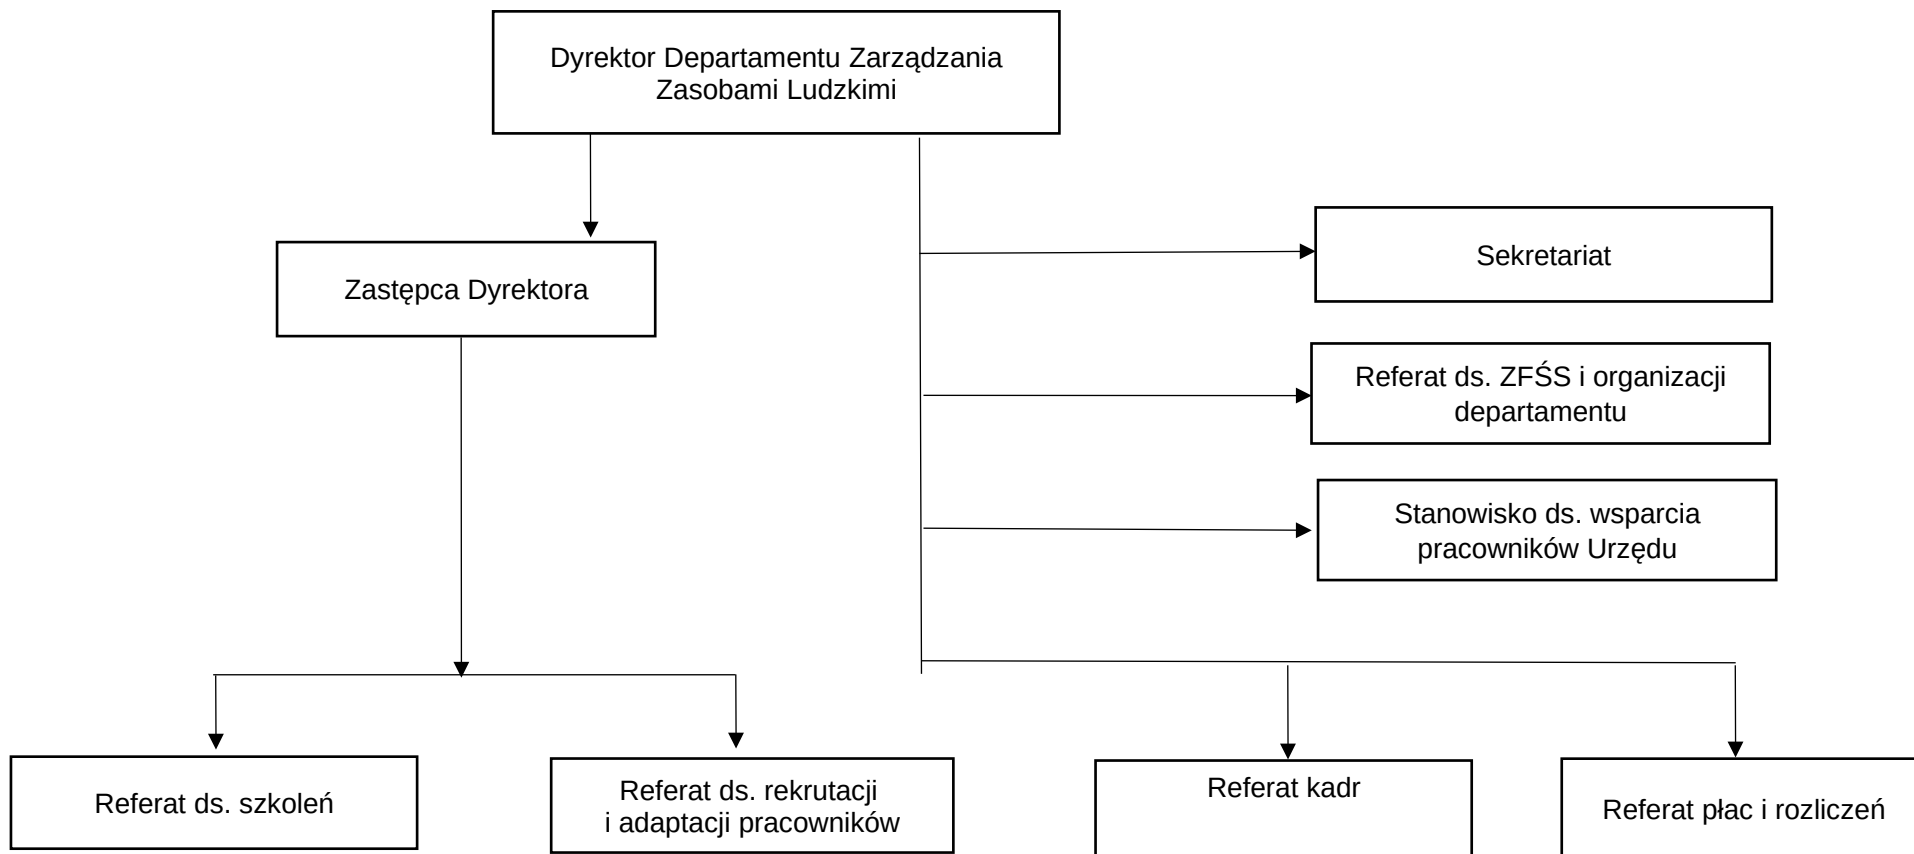 Dyrektor Departamentu Zarządzania
Zasobami Ludzkimi
Sekretariat
Zastępca Dyrektora
Referat ds. ZFŚS i organizacji
departamentu
Stanowisko ds. wsparcia
pracowników Urzędu
Referat ds. szkoleń
Referat ds. rekrutacji
i adaptacji pracowników
Referat kadr
Referat płac i rozliczeń